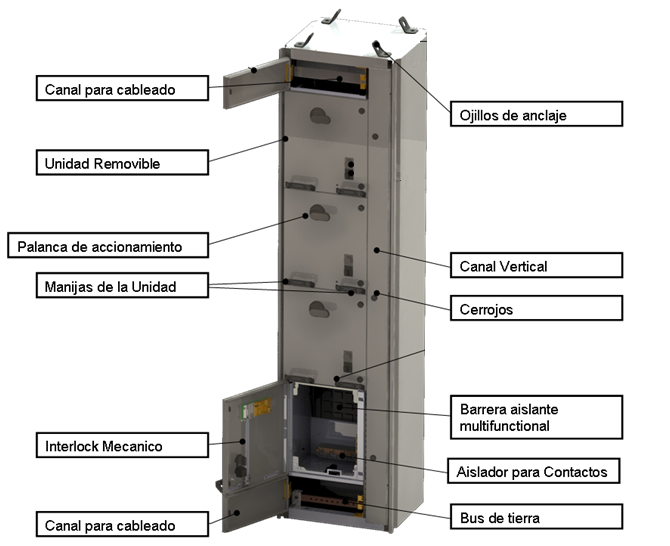 Canal para cableado
Ojillos de anclaje
Unidad Removible
Palanca de accionamiento
Canal Vertical
Manijas de la Unidad
Cerrojos
Barrera aislante
multifunctional
Interlock Mecanico
Aislador para Contactos
Canal para cableado
Bus de tierra